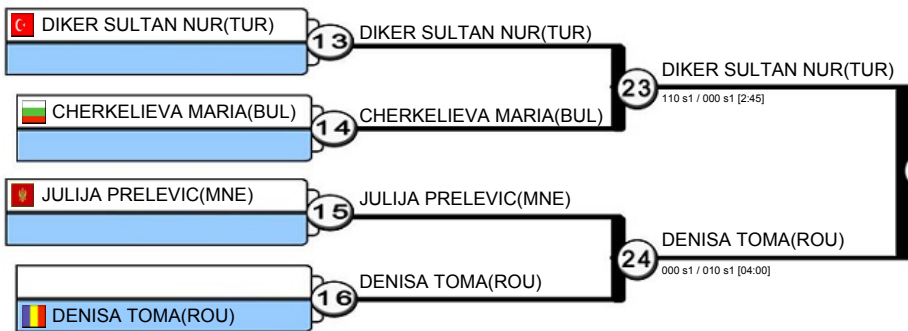 DIKER SULTAN NUR(TUR)
13
DIKER SULTAN NUR(TUR)
CHERKELIEVA MARIA(BUL)
14
CHERKELIEVA MARIA(BUL)
23
DIKER SULTAN NUR(TUR)
110 s1 / 000 s1 [2:45]
JULIJA PRELEVIC(MNE)
15
JULIJA PRELEVIC(MNE)
DENISA TOMA(ROU)
16
DENISA TOMA(ROU)
24
DENISA TOMA(ROU)
000 s1 / 010 s1 [04:00]